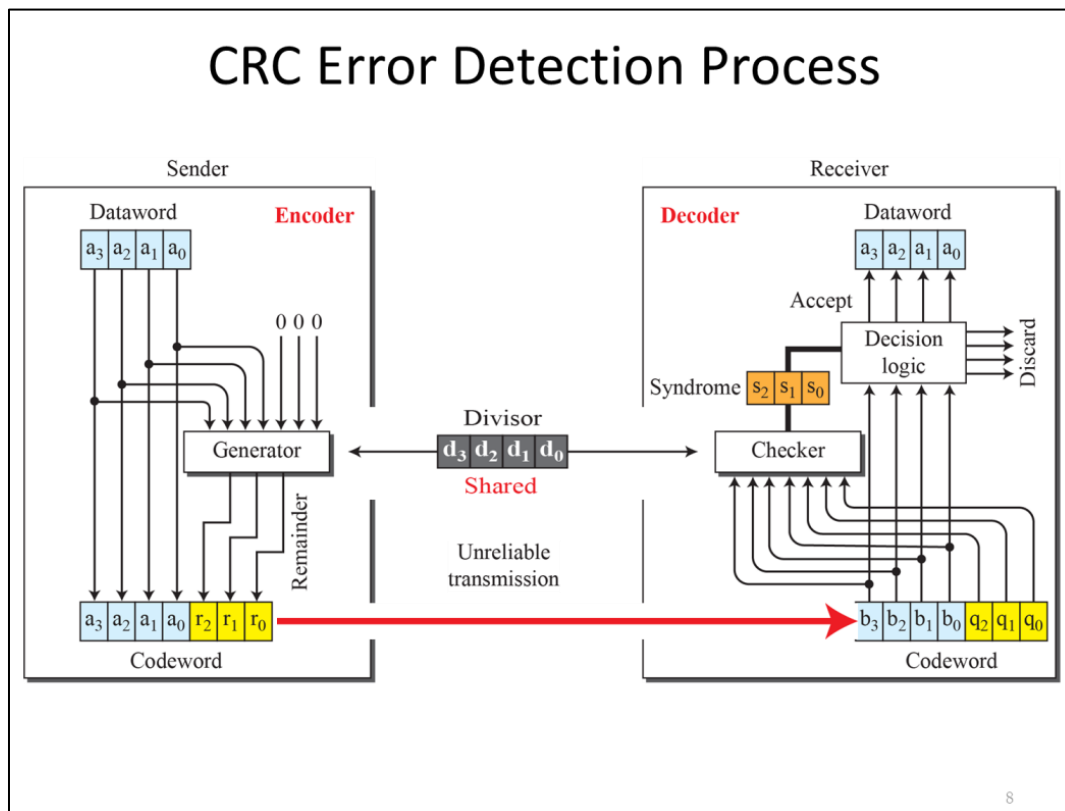 CRC Error Detection Process
Sender
Encoder
Dataword
a3 a2 a1 a0
0 0 0
Generator
Remainder
a3 a2 a1 a0 r2 r1 r0
Codeword
Divisor
d3 d2 d1 d0
Shared
Unreliable
transmission
Receiver
Decoder
Dataword
a3 a2 a1 a0
Accept
Decision
logic
Discard
Syndrome
s2 s1 s0
Checker
b3 b2 b1 b0 q2 q1 q0
Codeword
8